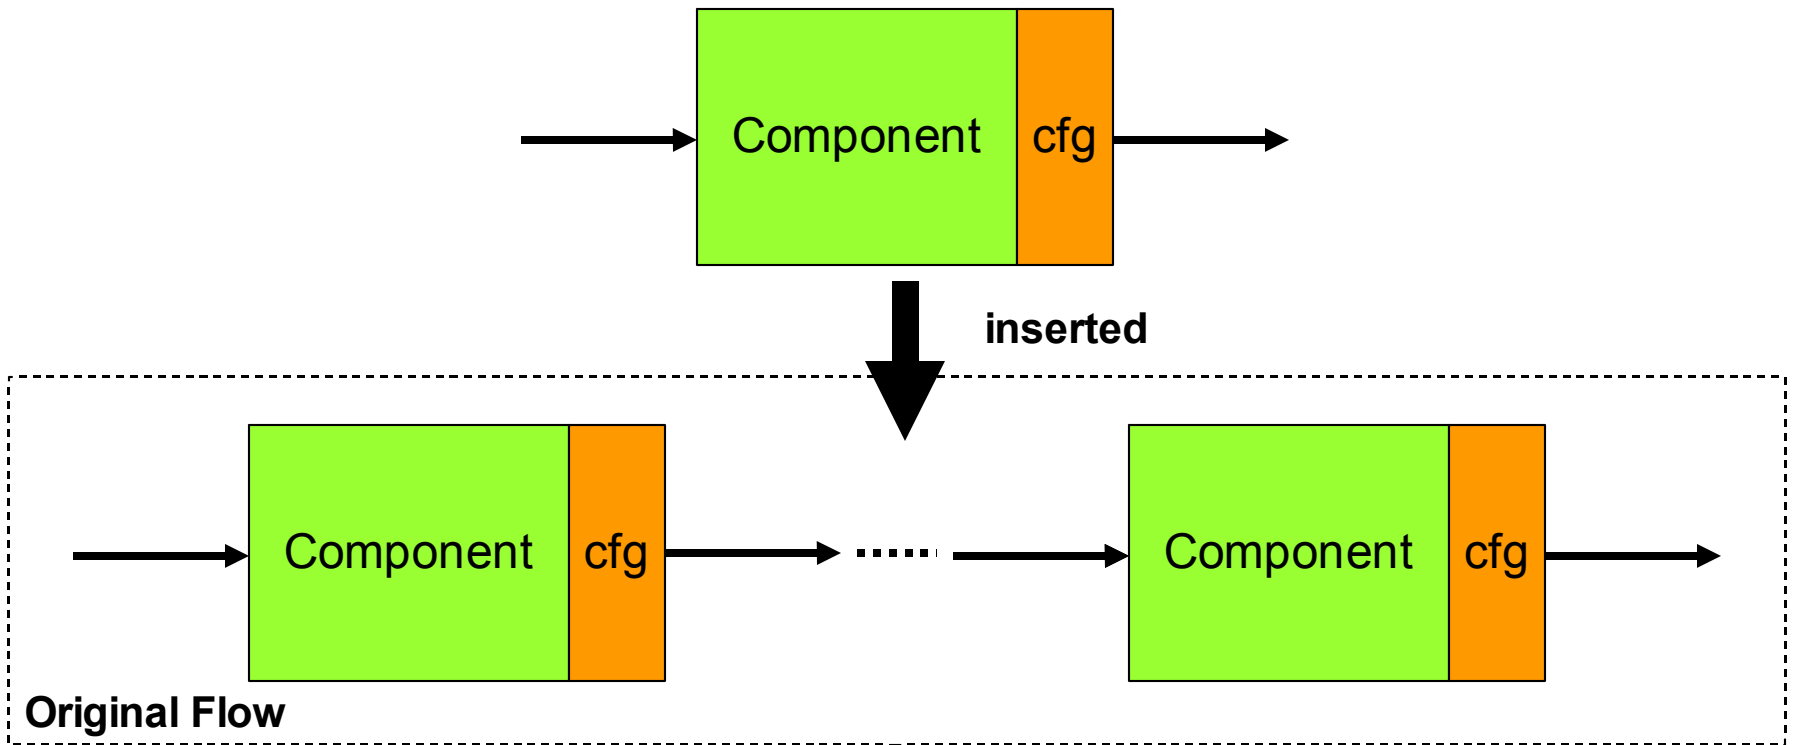 Component cfg
inserted
Component cfg Component cfg
Original Flow